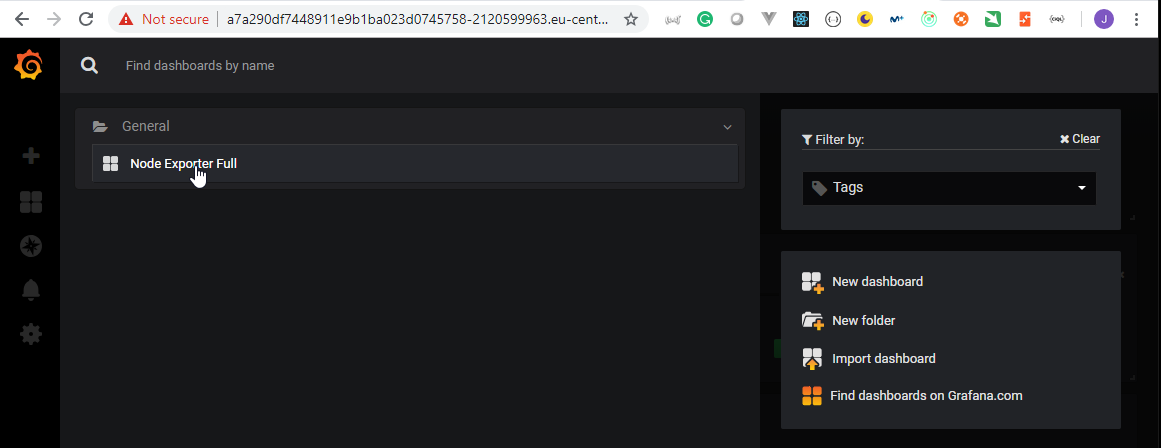 Not secure | a7a290df7448911e9b1ba023d0745758-2120599963.eu-cent...
J
Find dashboards by name
General
Node Exporter Full
Filter by:
Clear
Tags
New dashboard
New folder
Import dashboard
Find dashboards on Grafana.com